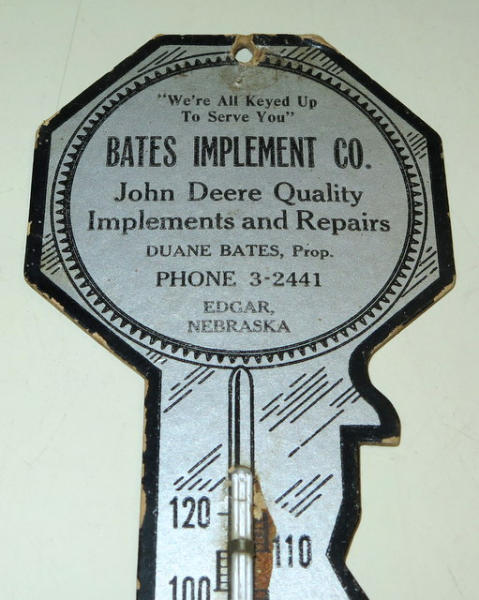 "We're All Keyed Up
To Serve You"
BATES IMPLEMENT CO.
John Deere Quality
Implements and Repairs
DUANE BATES, Prop.
PHONE 3-2441
EDGAR,
NEBRASKA
120
110
100